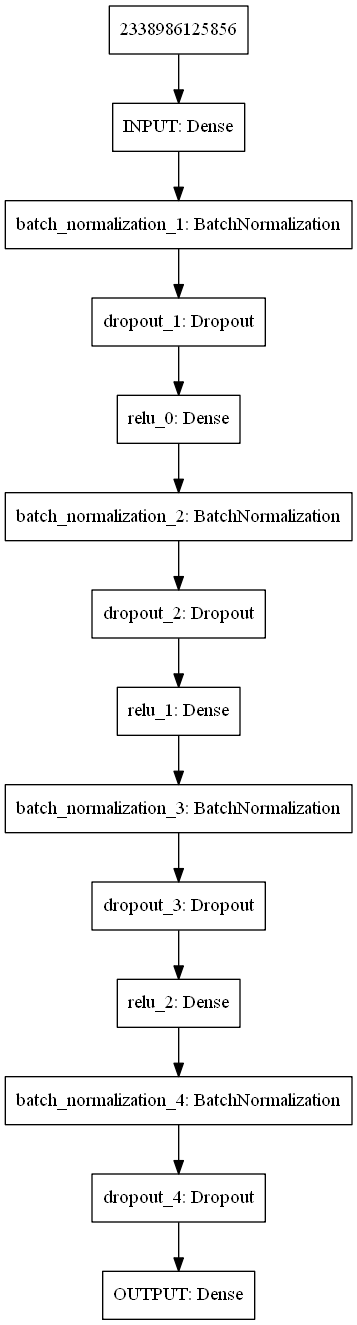 2338986125856
INPUT: Dense
batch_normalization_1: BatchNormalization
dropout_1: Dropout
relu_0: Dense
batch_normalization_2: BatchNormalization
dropout_2: Dropout
relu_1: Dense
batch_normalization_3: BatchNormalization
dropout_3: Dropout
relu_2: Dense
batch_normalization_4: BatchNormalization
dropout_4: Dropout
OUTPUT: Dense